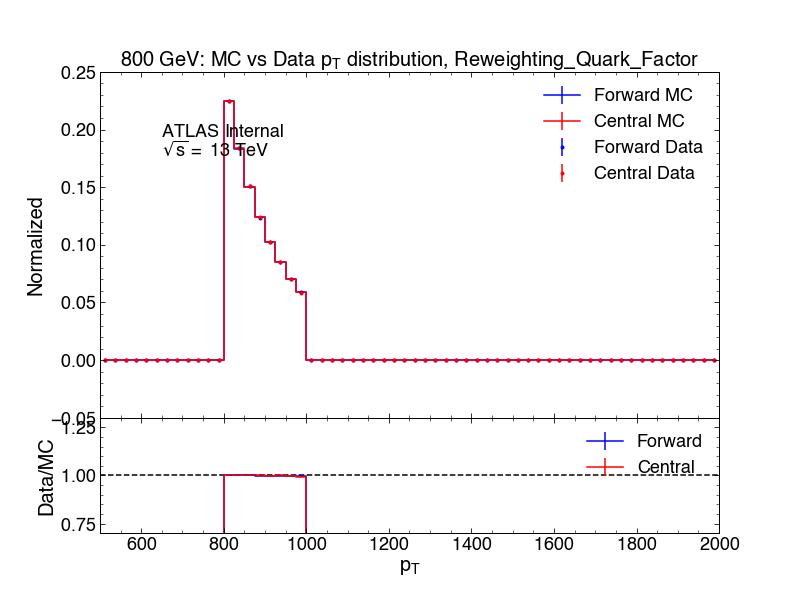 800 GeV: MC vs Data pT distribution, Reweighting_Quark_Factor
0.25
Forward MC
Central MC
Forward Data
Central Data
ATLAS Internal
√s = 13 TeV
0.20
0.15
0.10
0.05
0.00
−0.05
Normalized
1.25
1.00
0.75
Data/MC
Forward
Central
600 800 1000 1200 1400 1600 1800 2000
pT